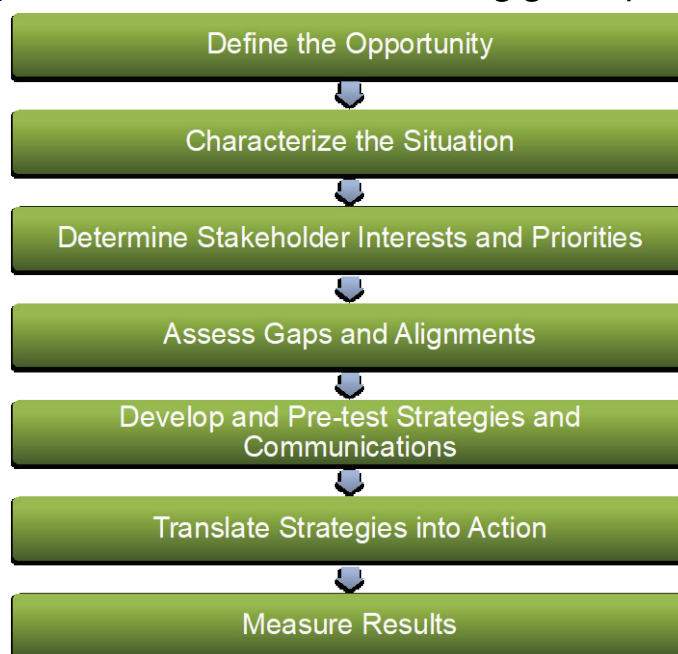 Define the Opportunity
Characterize the Situation
Determine Stakeholder Interests and Priorities
Assess Gaps and Alignments
Develop and Pre-test Strategies and
Communications
Translate Strategies into Action
Measure Results